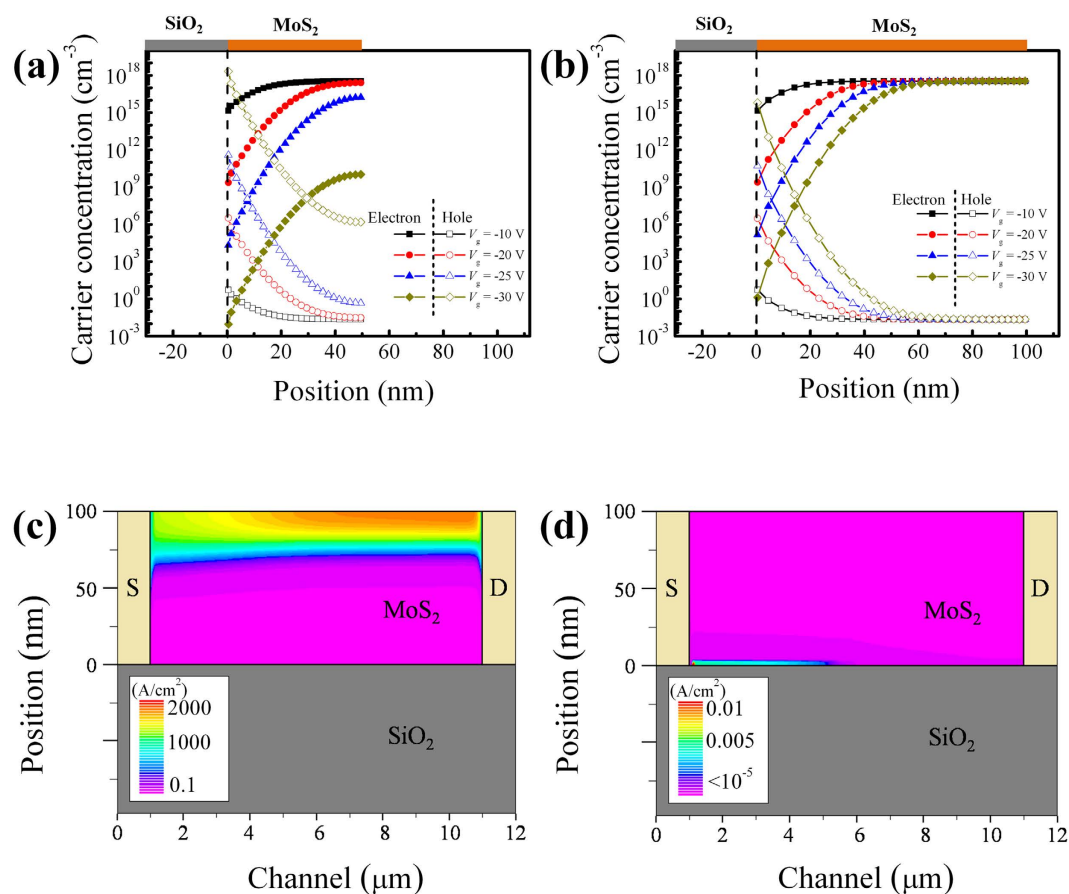 SiO2 MoS2
(a)
Carrier concentration (cm-3)
10^18
10^15
10^12
10^9
10^6
10^3
10^0
10^-3
-20 0 20 40 60 80 100
Position (nm)
Electron Hole
Vg = -10 V
Vg = -20 V
Vg = -25 V
Vg = -30 V
SiO2 MoS2
(b)
Carrier concentration (cm-3)
10^18
10^15
10^12
10^9
10^6
10^3
10^0
10^-3
-20 0 20 40 60 80 100
Position (nm)
Electron Hole
Vg = -10 V
Vg = -20 V
Vg = -25 V
Vg = -30 V
(c)
Position (nm)
Position (nm)
100
50
0
S
D
MoS2
SiO2
(A/cm2)
2000
1000
0.1
0 2 4 6 8 10 12
Channel (μm)
(d)
Position (nm)
Position (nm)
100
50
0
S
D
MoS2
SiO2
(A/cm2)
0.01
0.005
<10^-5
0 2 4 6 8 10 12
Channel (μm)